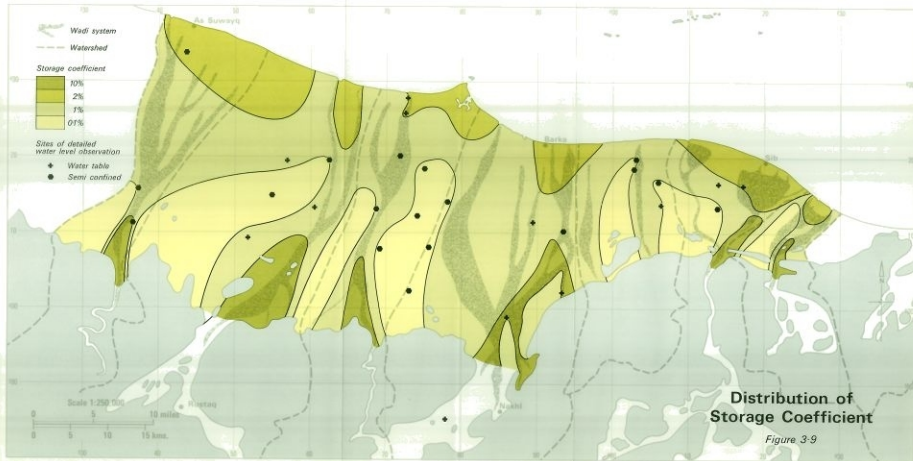 As Suwayq
Wadi system
Watershed
Storage coefficient
10%
2%
1%
01%
Sites of detailed
water level observation
Water table
Semi confined
Barka
Sib
Scale 1:250 000
0 5 10 miles
0 5 10 15 kms.
Rustaq
Nakhl
Distribution of
Storage Coefficient
Figure 3·9